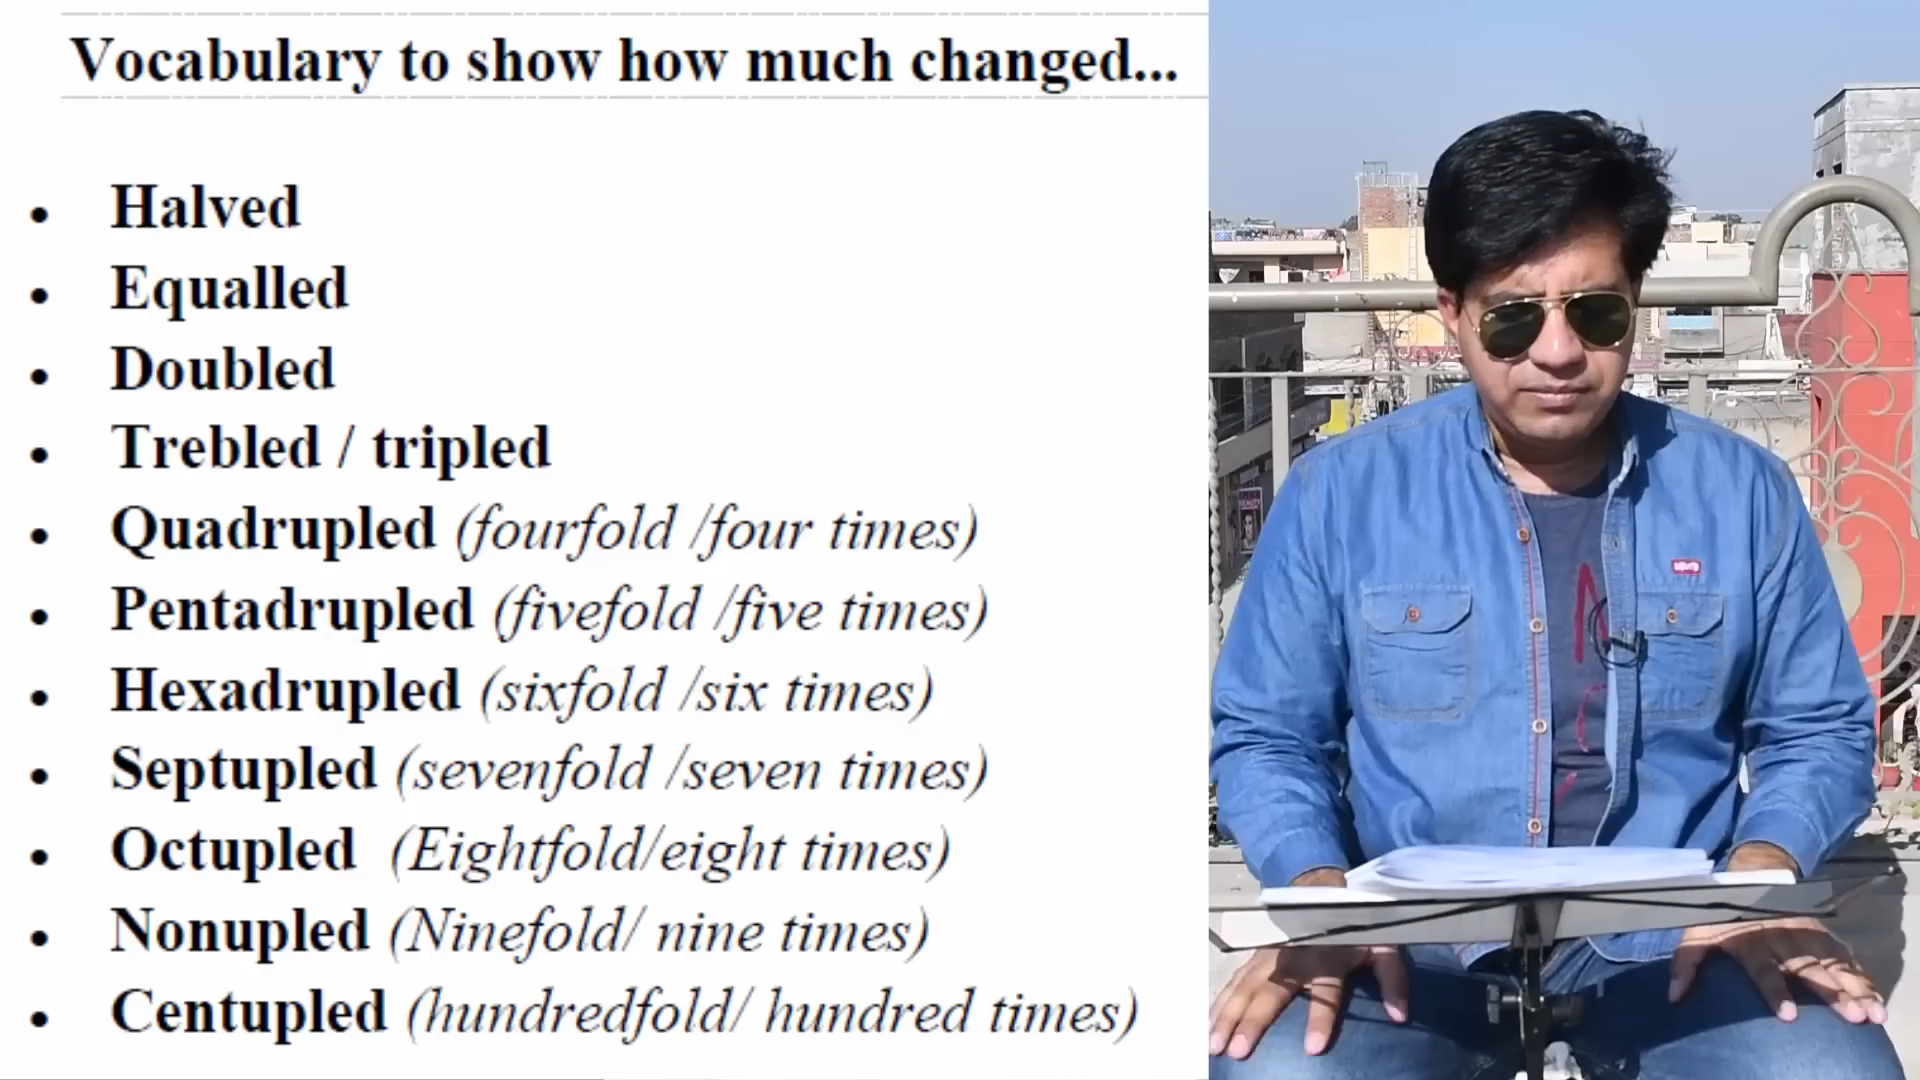 Vocabulary to show how much changed...
• Halved
• Equalled
• Doubled
• Trebled / tripled
• Quadrupled (fourfold /four times)
• Pentadrupled (fivefold /five times)
• Hexadrupled (sixfold /six times)
• Septupled (sevenfold /seven times)
• Octupled (Eightfold/eight times)
• Nonupled (Ninefold/ nine times)
• Centupled (hundredfold/ hundred times)